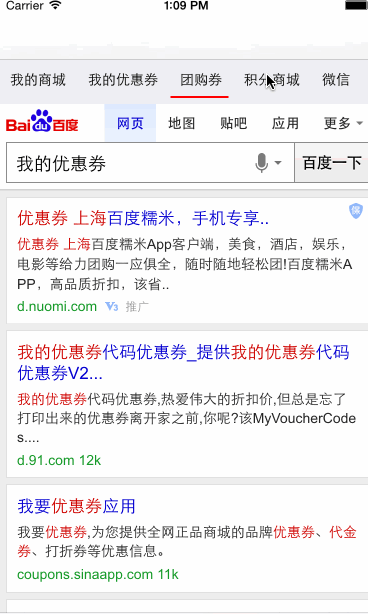 Carrier 1:09 PM
我的商城 我的优惠券 团购券 积分商城 微信
Bai du 百度 网页 地图 贴吧 应用 更多
我的优惠券 百度一下
优惠券 上海百度糯米，手机专享.. 保
优惠券 上海百度糯米App客户端，美食，酒店，娱乐，
电影等给力团购一应俱全，随时随地轻松团!百度糯米A
PP，高品质折扣，该省..
d.nuomi.com V3 推广
我的优惠券代码优惠券_提供我的优惠券代码
优惠券V2...
我的优惠券代码优惠券,热爱伟大的折扣价,但总是忘了
打印出来的优惠券离开家之前,你呢?该MyVoucherCode
s....
d.91.com 12k
我要优惠券应用
我要优惠券,为您提供全网正品商城的品牌优惠券、代金
券、打折券等优惠信息。
coupons.sinaapp.com 11k